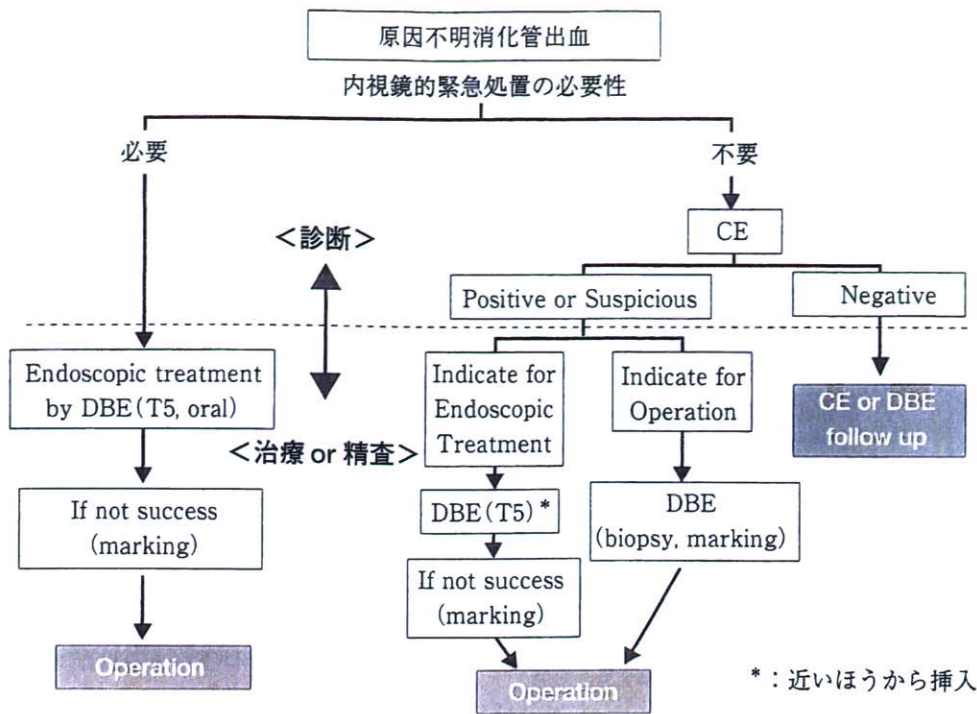 原因不明消化管出血
内視鏡的緊急処置の必要性
必要
不要
CE
<診断>
Positive or Suspicious
Negative
Endoscopic treatment
by DBE(T5, oral)
Indicate for
Endoscopic
Treatment
Indicate for
Operation
CE or DBE
follow up
<治療 or 精査>
If not success
(marking)
DBE(T5)*
DBE
(biopsy, marking)
If not success
(marking)
Operation
Operation
*:近いほうから挿入